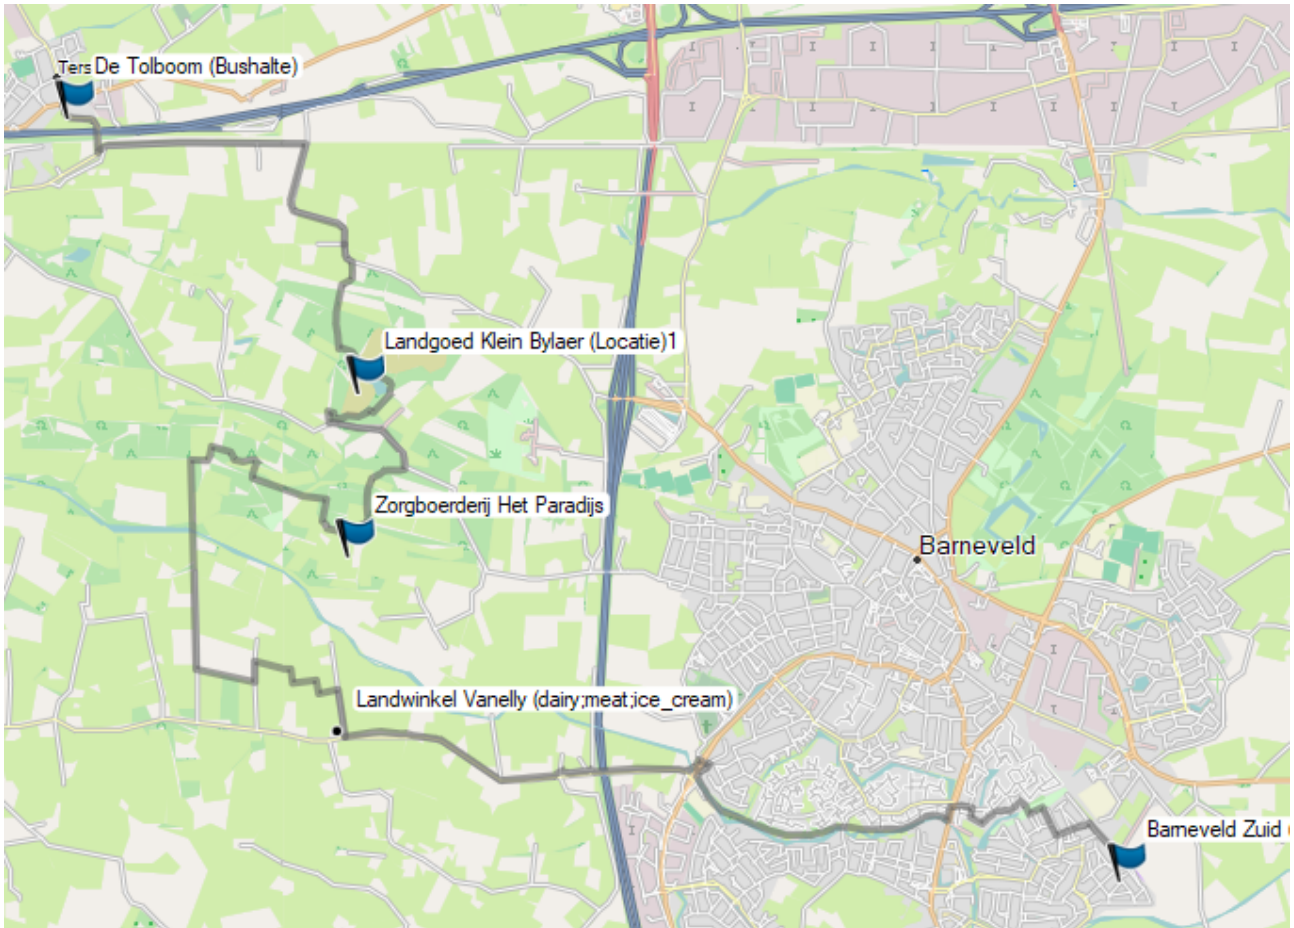 Ters De Tolboom (Bushalte)
Landgoed Klein Bylaer (Locatie)1
Zorgboerderij Het Paradijs
Barneveld
Landwinkel Vanelly (dairy;meat;ice_cream)
Barneveld Zuid